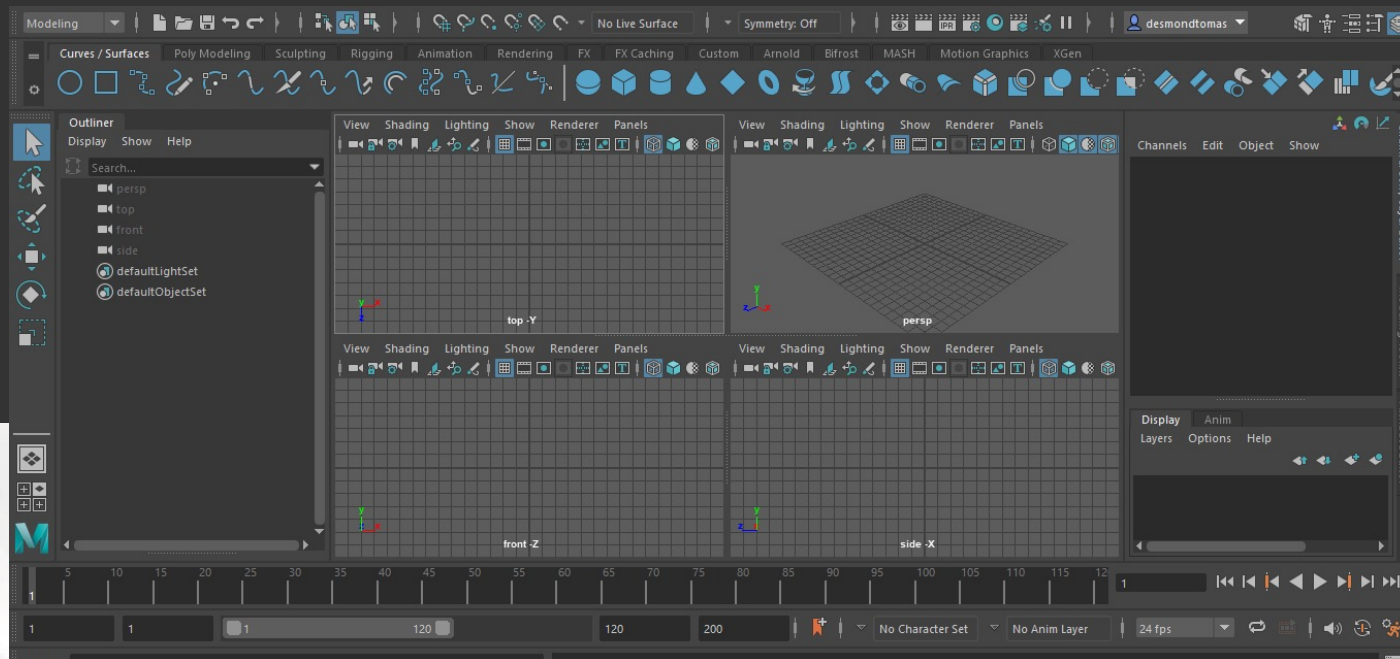 Modeling No Live Surface Symmetry: Off IPR desmondtomas
Curves / Surfaces Poly Modeling Sculpting Rigging Animation Rendering FX FX Caching Custom Arnold Bifrost MASH Motion Graphics XGen
Outliner
Display Show Help
Search...
persp
top
front
side
defaultLightSet
defaultObjectSet
View Shading Lighting Show Renderer Panels
y x
z
top -Y
View Shading Lighting Show Renderer Panels
y
z x
persp
View Shading Lighting Show Renderer Panels
y
z x
front -Z
View Shading Lighting Show Renderer Panels
y
z
side -X
Channels Edit Object Show
Display Anim
Layers Options Help
5 10 15 20 25 30 35 40 45 50 55 60 65 70 75 80 85 90 95 100 105 110 115 12
1 1
1 1 1 120 120 200 No Character Set No Anim Layer 24 fps